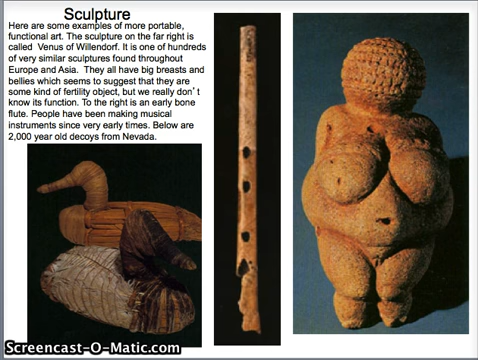 Sculpture
Here are some examples of more portable,
functional art. The sculpture on the far right is
called  Venus of Willendorf. It is one of hundreds
of very similar sculptures found throughout
Europe and Asia.  They all have big breasts and
bellies which seems to suggest that they are
some kind of fertility object, but we really don’t
know its function. To the right is an early bone
flute. People have been making musical
instruments since very early times. Below are
2,000 year old decoys from Nevada.
Screencast-O-Matic.com